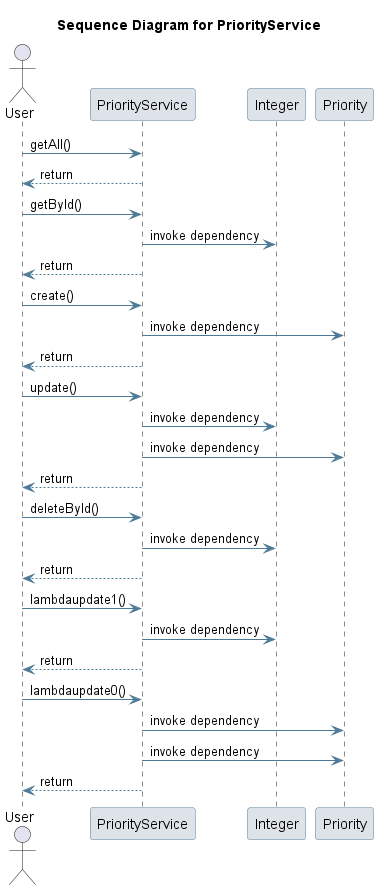 Sequence Diagram for PriorityService
User
PriorityService
Integer
Priority
getAll()
return
getById()
invoke dependency
return
create()
invoke dependency
return
update()
invoke dependency
invoke dependency
return
deleteById()
invoke dependency
return
lambdaupdate1()
invoke dependency
return
lambdaupdate0()
invoke dependency
invoke dependency
return
User
PriorityService
Integer
Priority